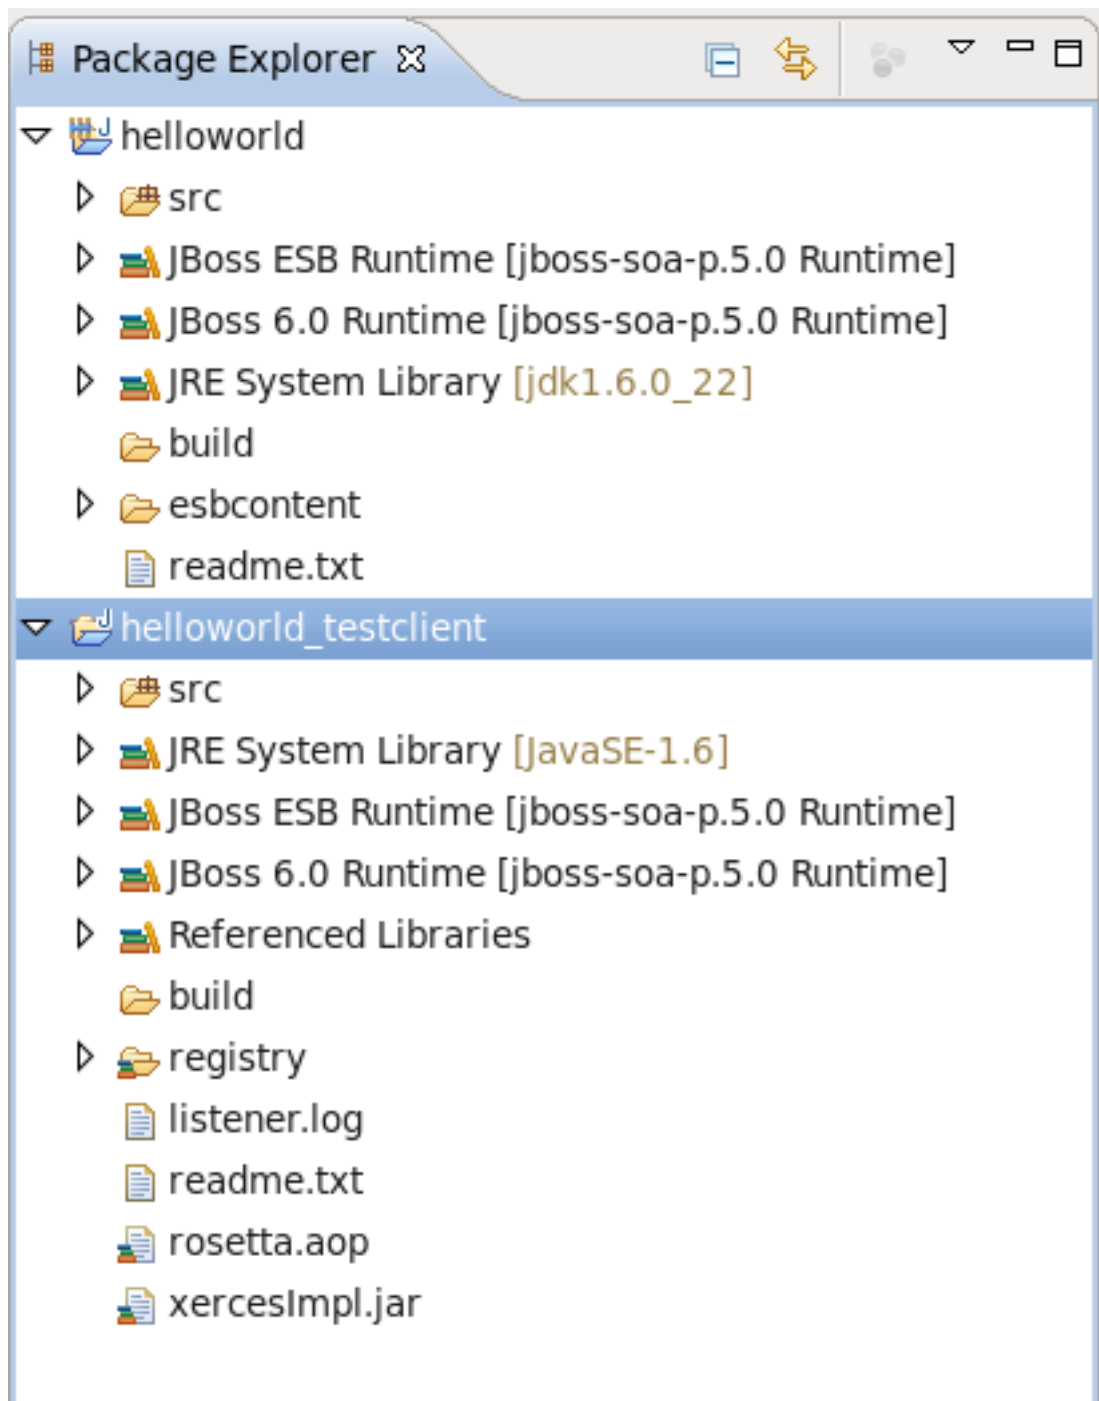 Package Explorer
helloworld
src
JBoss ESB Runtime [jboss-soa-p.5.0 Runtime]
JBoss 6.0 Runtime [jboss-soa-p.5.0 Runtime]
JRE System Library [jdk1.6.0_22]
build
esbcontent
readme.txt
helloworld_testclient
src
JRE System Library [JavaSE-1.6]
JBoss ESB Runtime [jboss-soa-p.5.0 Runtime]
JBoss 6.0 Runtime [jboss-soa-p.5.0 Runtime]
Referenced Libraries
build
registry
listener.log
readme.txt
rosetta.aop
xercesImpl.jar